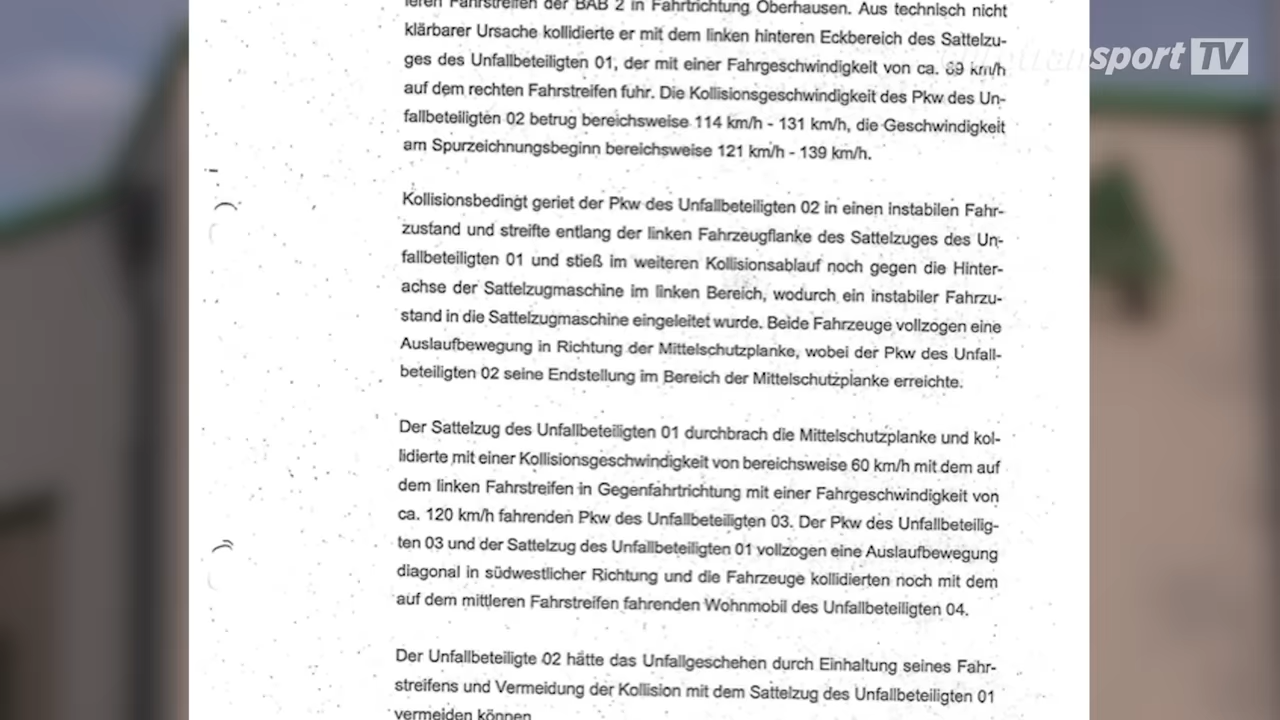 leren Fahrstreifen der BAB 2 in Fahrtrichtung Oberhausen. Aus technisch nicht
klärbarer Ursache kollidierte er mit dem linken hinteren Eckbereich des Sattelzu-
ges des Unfallbeteiligten 01, der mit einer Fahrgeschwindigkeit von ca. 69 km/h
auf dem rechten Fahrstreifen fuhr. Die Kollisionsgeschwindigkeit des Pkw des Un-
fallbeteiligten 02 betrug bereichsweise 114 km/h - 131 km/h, die Geschwindigkeit
am Spurzeichnungsbeginn bereichsweise 121 km/h - 139 km/h.
Kollisionsbedingt geriet der Pkw des Unfallbeteiligten 02 in einen instabilen Fahr-
zustand und streifte entlang der linken Fahrzeugflanke des Sattelzuges des Un-
fallbeteiligten 01 und stieß im weiteren Kollisionsablauf noch gegen die Hinter-
achse der Sattelzugmaschine im linken Bereich, wodurch ein instabiler Fahrzu-
stand in die Sattelzugmaschine eingeleitet wurde. Beide Fahrzeuge vollzogen eine
Auslaufbewegung in Richtung der Mittelschutzplanke, wobei der Pkw des Unfall-
beteiligten 02 seine Endstellung im Bereich der Mittelschutzplanke erreichte.
Der Sattelzug des Unfallbeteiligten 01 durchbrach die Mittelschutzplanke und kol-
lidierte mit einer Kollisionsgeschwindigkeit von bereichsweise 60 km/h mit dem auf
dem linken Fahrstreifen in Gegenfahrtrichtung mit einer Fahrgeschwindigkeit von
ca. 120 km/h fahrenden Pkw des Unfallbeteiligten 03. Der Pkw des Unfallbeteilig-
ten 03 und der Sattelzug des Unfallbeteiligten 01 vollzogen eine Auslaufbewegung
diagonal in südwestlicher Richtung und die Fahrzeuge kollidierten noch mit dem
auf dem mittleren Fahrstreifen fahrenden Wohnmobil des Unfallbeteiligten 04.
Der Unfallbeteiligte 02 hätte das Unfallgeschehen durch Einhaltung seines Fahr-
streifens und Vermeidung der Kollision mit dem Sattelzug des Unfallbeteiligten 01
vermeiden können
TV